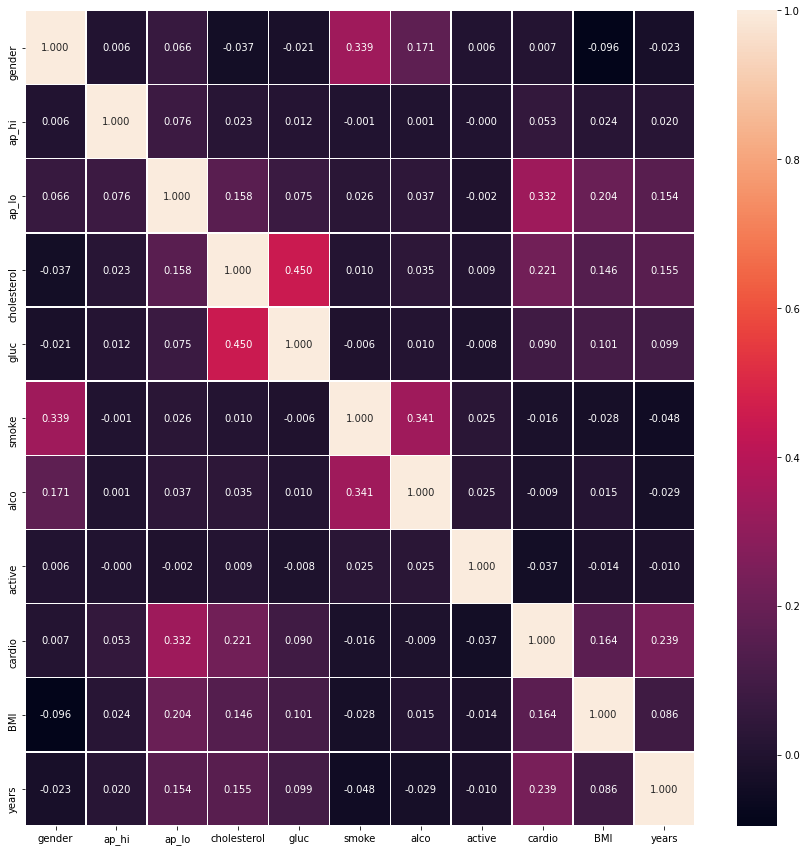 gender 1.000 0.006 0.066 -0.037 -0.021 0.339 0.171 0.006 0.007 -0.096 -0.023
ap_hi 0.006 1.000 0.076 0.023 0.012 -0.001 0.001 -0.000 0.053 0.024 0.020
ap_lo 0.066 0.076 1.000 0.158 0.075 0.026 0.037 -0.002 0.332 0.204 0.154
cholesterol -0.037 0.023 0.158 1.000 0.450 0.010 0.035 0.009 0.221 0.146 0.155
gluc -0.021 0.012 0.075 0.450 1.000 -0.006 0.010 -0.008 0.090 0.101 0.099
smoke 0.339 -0.001 0.026 0.010 -0.006 1.000 0.341 0.025 -0.016 -0.028 -0.048
alco 0.171 0.001 0.037 0.035 0.010 0.341 1.000 0.025 -0.009 0.015 -0.029
active 0.006 -0.000 -0.002 0.009 -0.008 0.025 0.025 1.000 -0.037 -0.014 -0.010
cardio 0.007 0.053 0.332 0.221 0.090 -0.016 -0.009 -0.037 1.000 0.164 0.239
BMI -0.096 0.024 0.204 0.146 0.101 -0.028 0.015 -0.014 0.164 1.000 0.086
years -0.023 0.020 0.154 0.155 0.099 -0.048 -0.029 -0.010 0.239 0.086 1.000
gender ap_hi ap_lo cholesterol gluc smoke alco active cardio BMI years
1.0
0.8
0.6
0.4
0.2
0.0